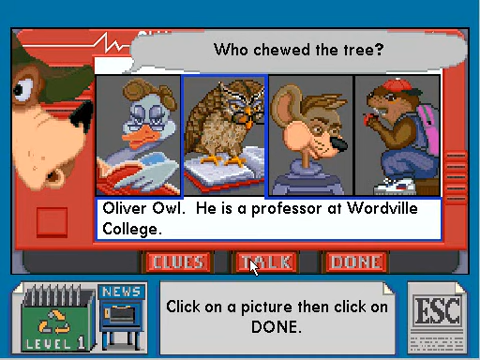 Who chewed the tree?
Oliver Owl. He is a professor at Wordville
College.
CLUES TALK DONE
NEWS
LEVEL 1
Click on a picture then click on
DONE.
ESC